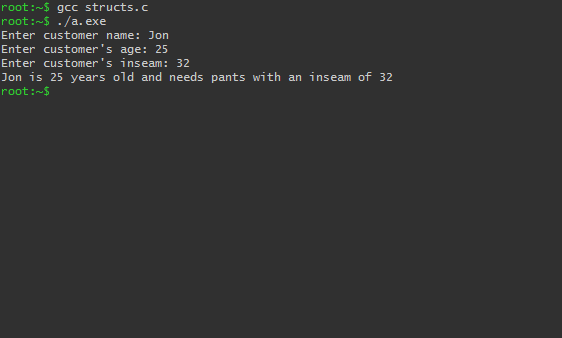 root:~$ gcc structs.c
root:~$ ./a.exe
Enter customer name: Jon
Enter customer's age: 25
Enter customer's inseam: 32
Jon is 25 years old and needs pants with an inseam of 32
root:~$